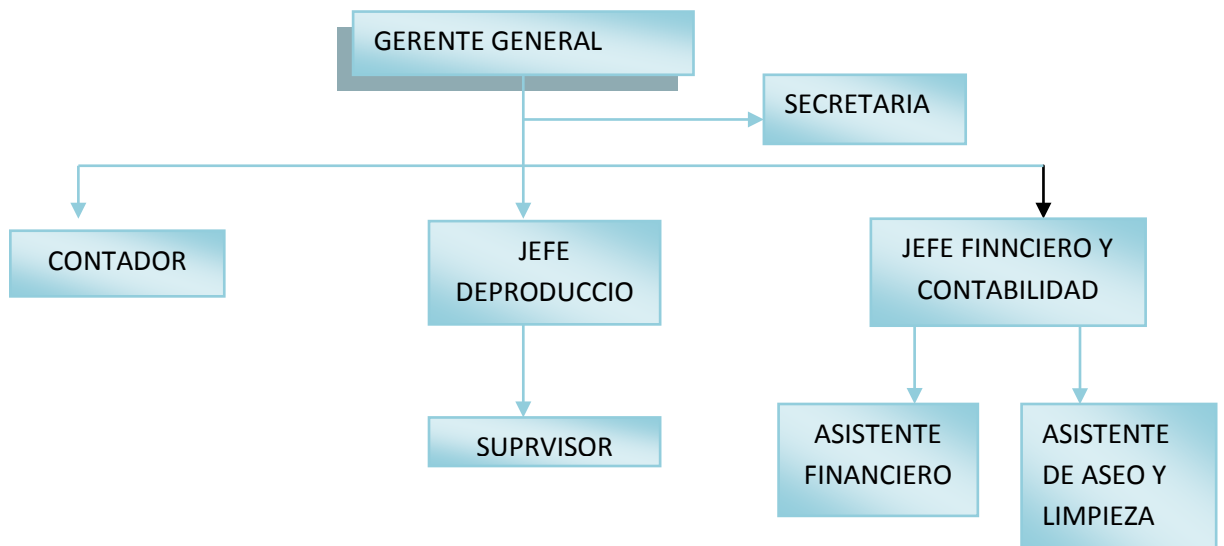 GERENTE GENERAL
SECRETARIA
CONTADOR
JEFE
DEPRODUCCIO
JEFE FINNCIERO Y
CONTABILIDAD
SUPRVISOR
ASISTENTE
FINANCIERO
ASISTENTE
DE ASEO Y
LIMPIEZA